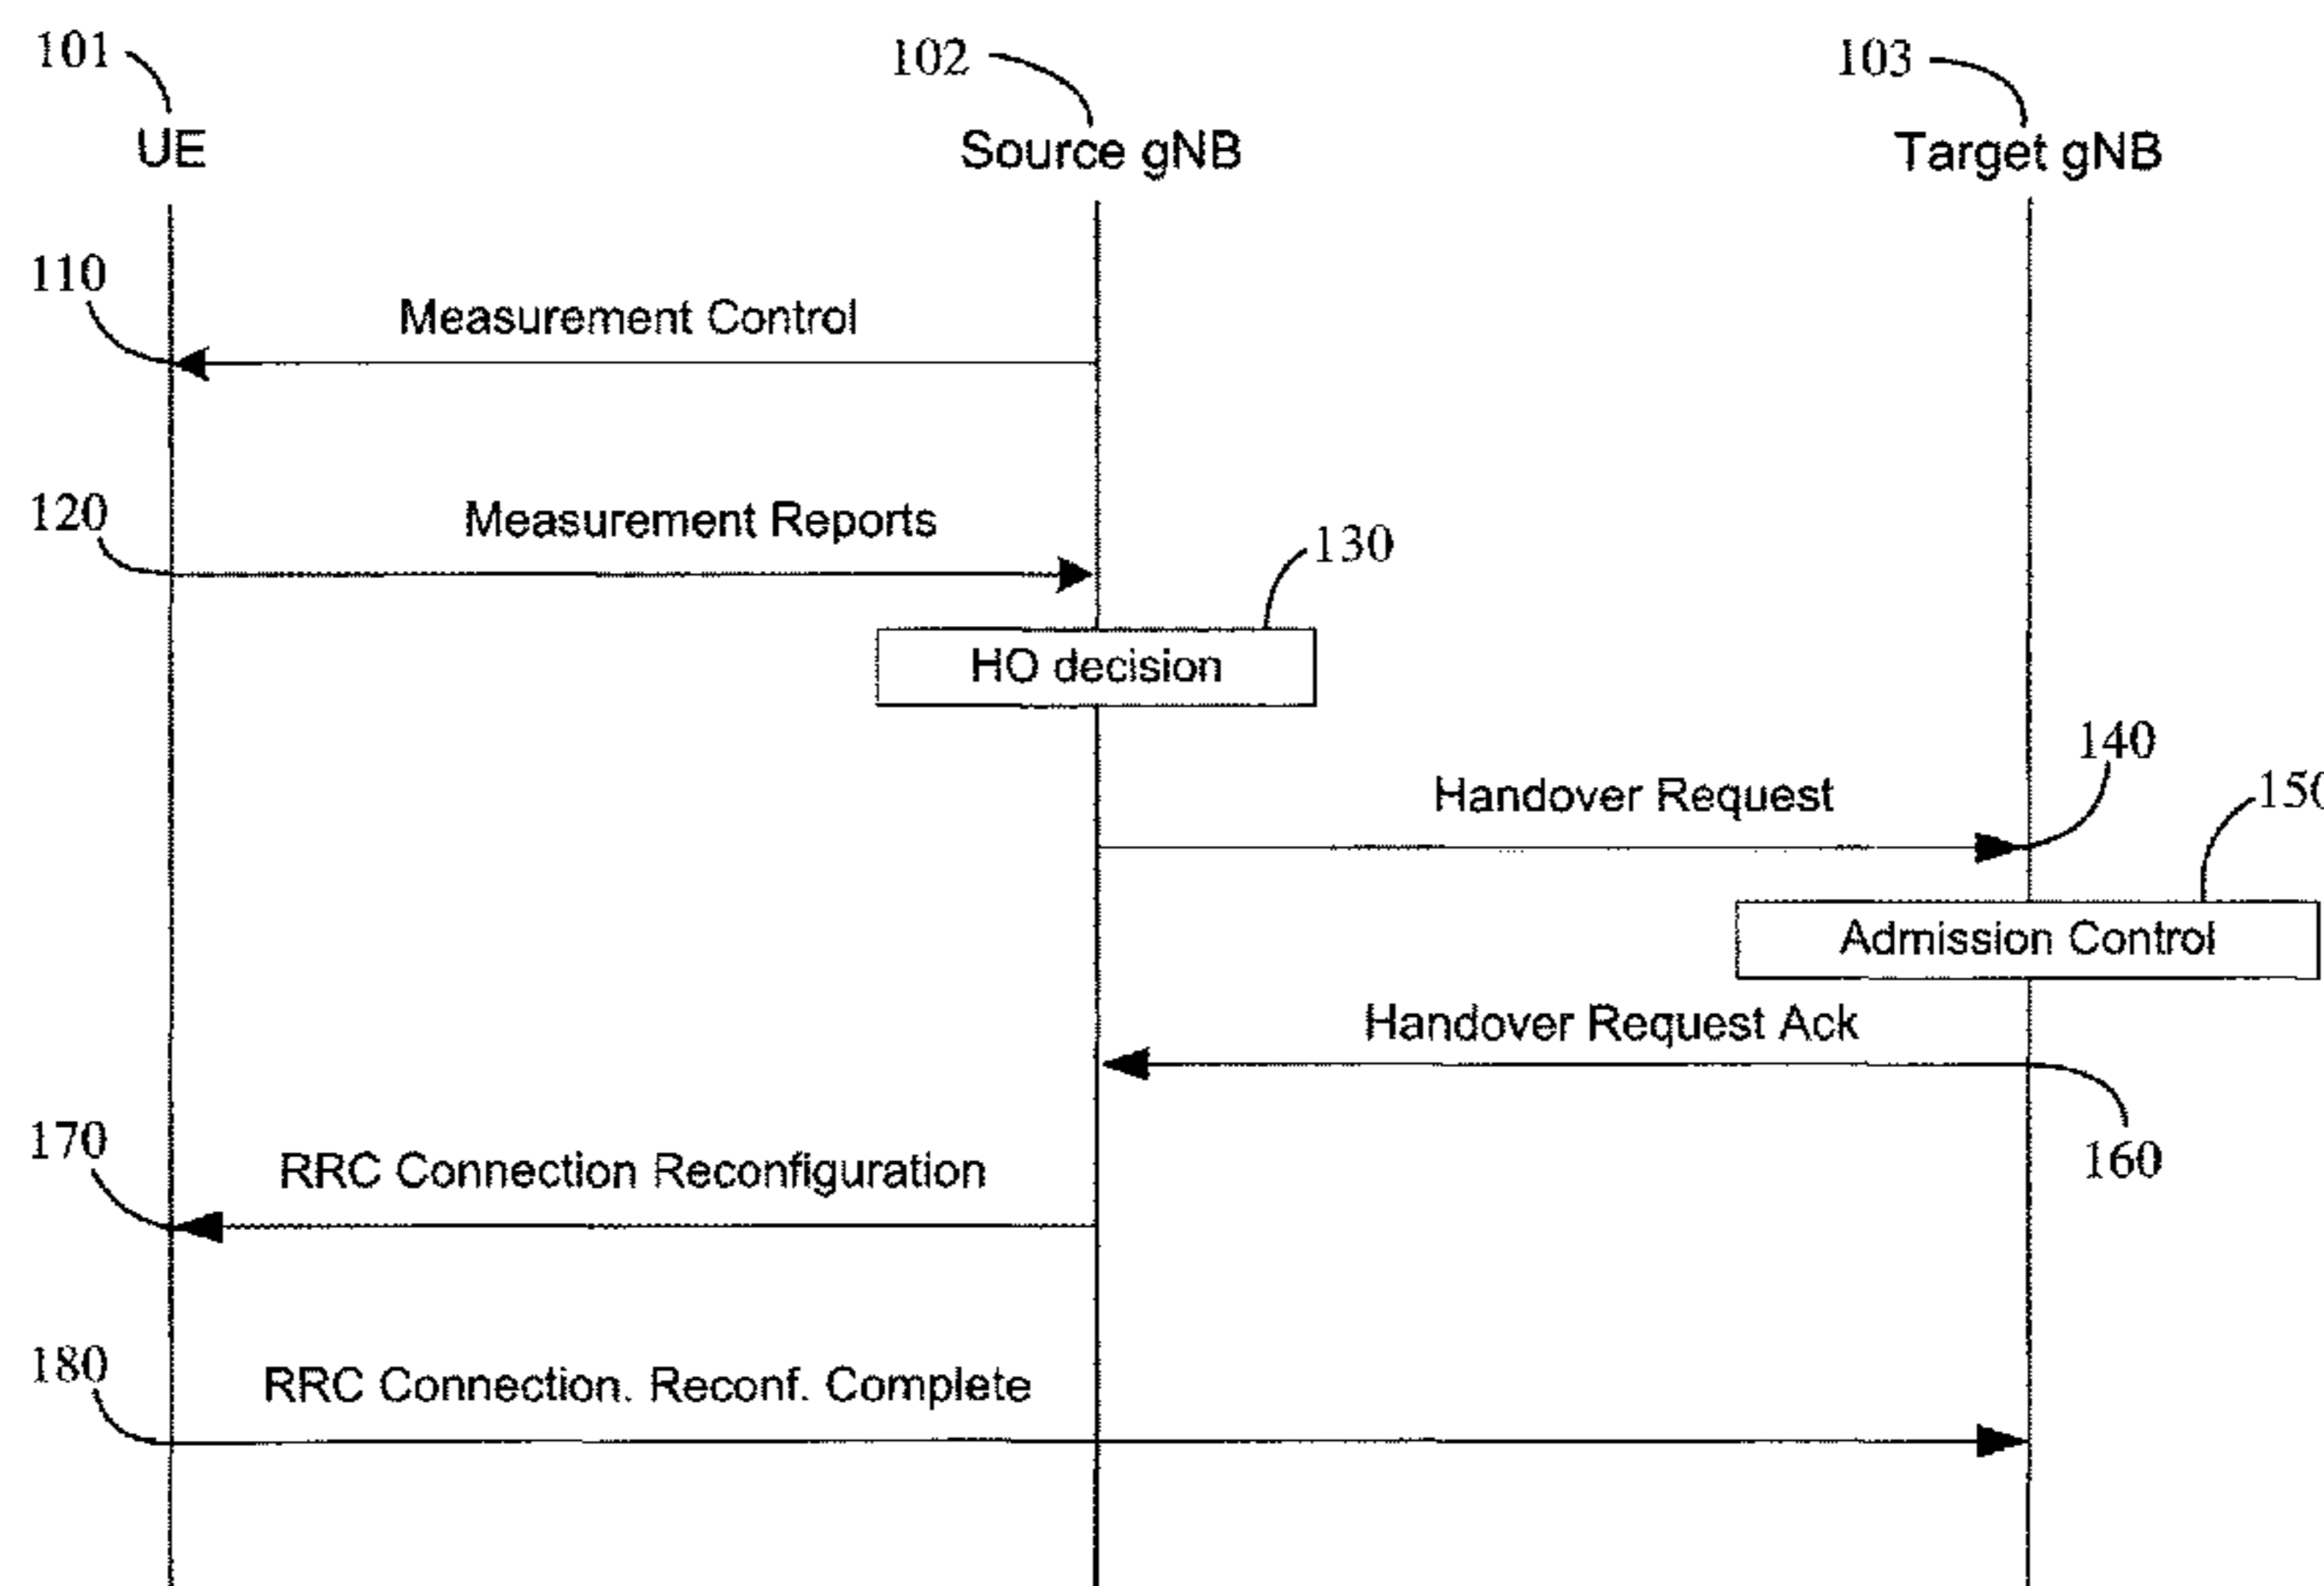 101
102
103
UE
Source gNB
Target gNB
110
Measurement Control
120
Measurement Reports
130
HO decision
140
Handover Request
150
Admission Control
Handover Request Ack
160
170
RRC Connection Reconfiguration
180
RRC Connection. Reconf. Complete